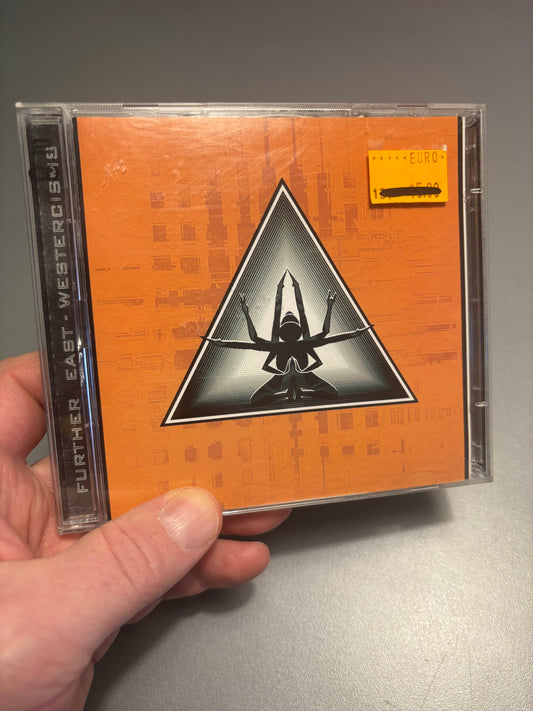 FURTHER EAST-WESTERCISMS
*****EURO*
15.00